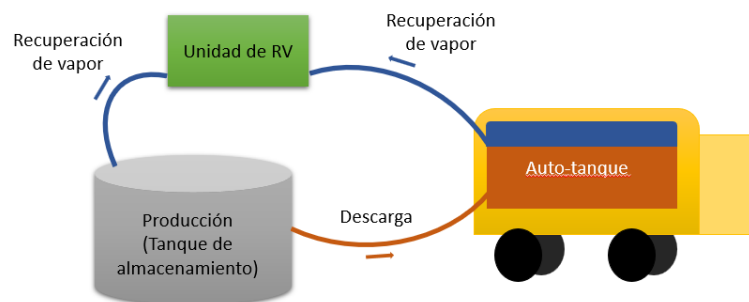 Recuperación
de vapor
Unidad de RV
Recuperación
de vapor
Auto-tanque
Producción
(Tanque de
almacenamiento)
Descarga